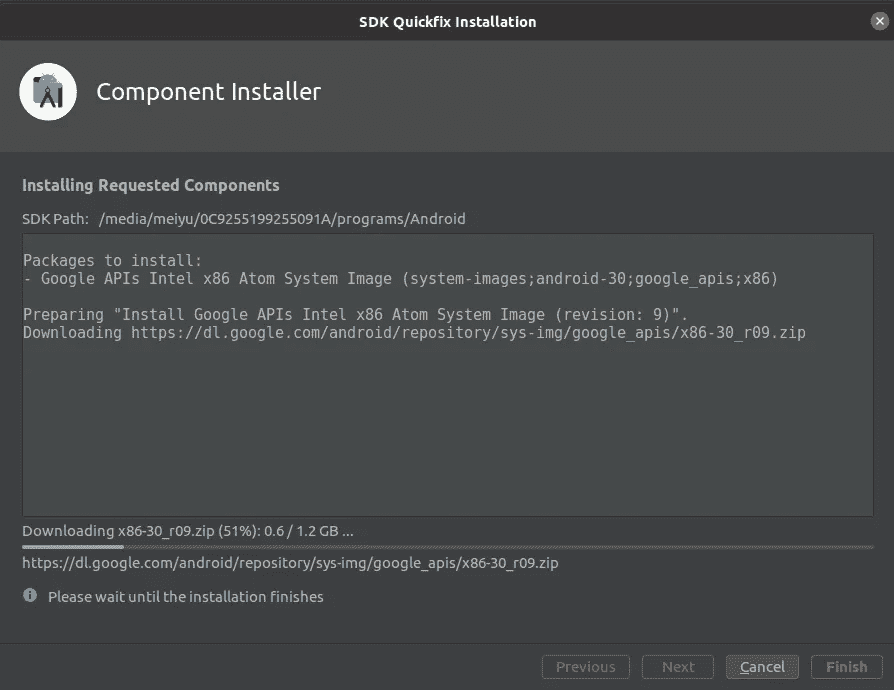 SDK Quickfix Installation
Component Installer
Installing Requested Components
SDK Path: /media/meiyu/0C9255199255091A/programs/Android
Packages to install:
- Google APIs Intel x86 Atom System Image (system-images;android-30;google_apis;x86)
Preparing "Install Google APIs Intel x86 Atom System Image (revision: 9)".
Downloading https://dl.google.com/android/repository/sys-img/google_apis/x86-30_r09.zip
Downloading x86-30_r09.zip (51%): 0.6 / 1.2 GB ...
https://dl.google.com/android/repository/sys-img/google_apis/x86-30_r09.zip
Please wait until the installation finishes
Previous Next Cancel Finish